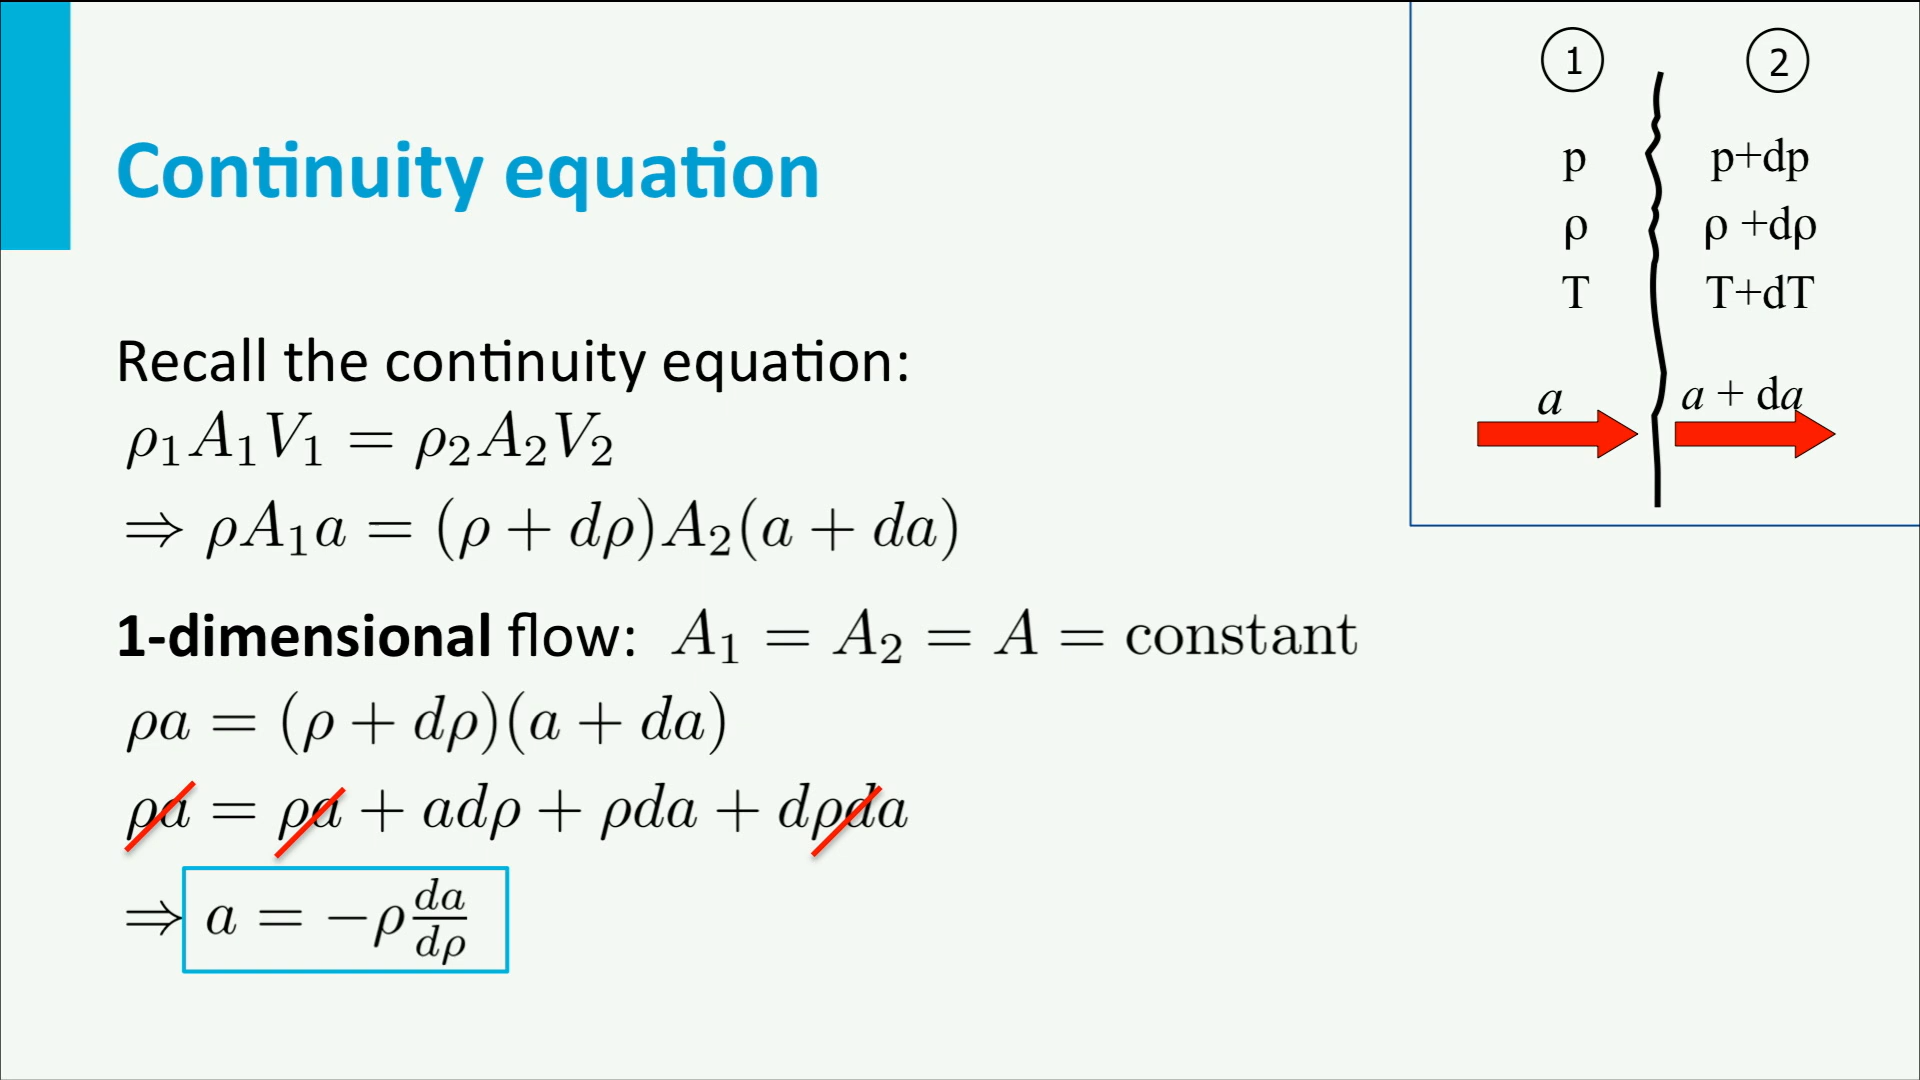 Continuity equation
Recall the continuity equation:
ρ₁A₁V₁ = ρ₂A₂V₂
⇒ ρA₁a = (ρ + dρ)A₂(a + da)
1-dimensional flow: A₁ = A₂ = A = constant
ρa = (ρ + dρ)(a + da)
ρa = ρa + adρ + ρda + dρda
⇒ a = −ρ da/dρ
1 2
p p+dp
ρ ρ +dρ
T T+dT
a a + da